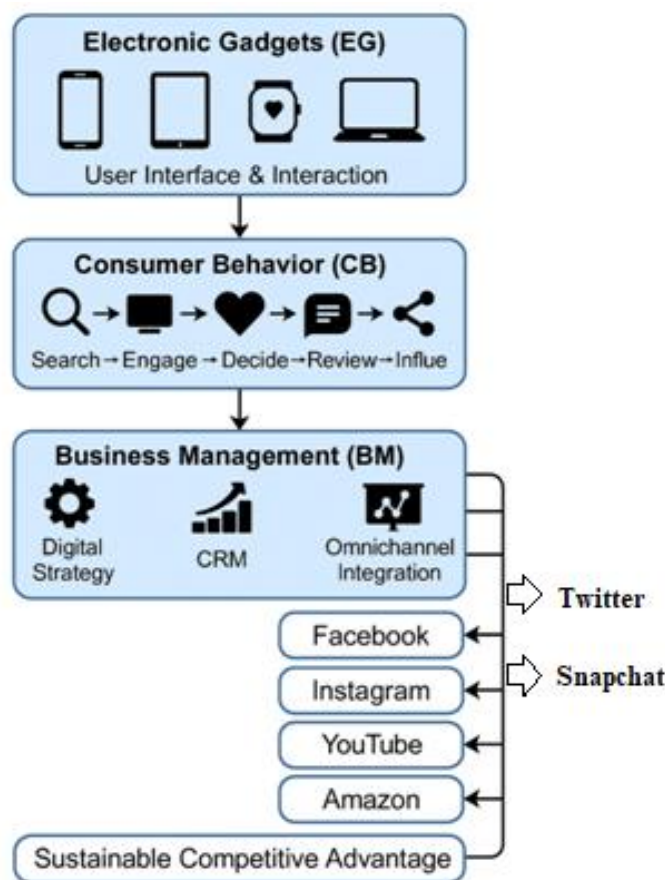 Electronic Gadgets (EG)
User Interface & Interaction
Consumer Behavior (CB)
Search→Engage→Decide→Review→Influe
Business Management (BM)
Digital
Strategy
CRM
Omnichannel
Integration
Twitter
Facebook
Snapchat
Instagram
YouTube
Amazon
Sustainable Competitive Advantage